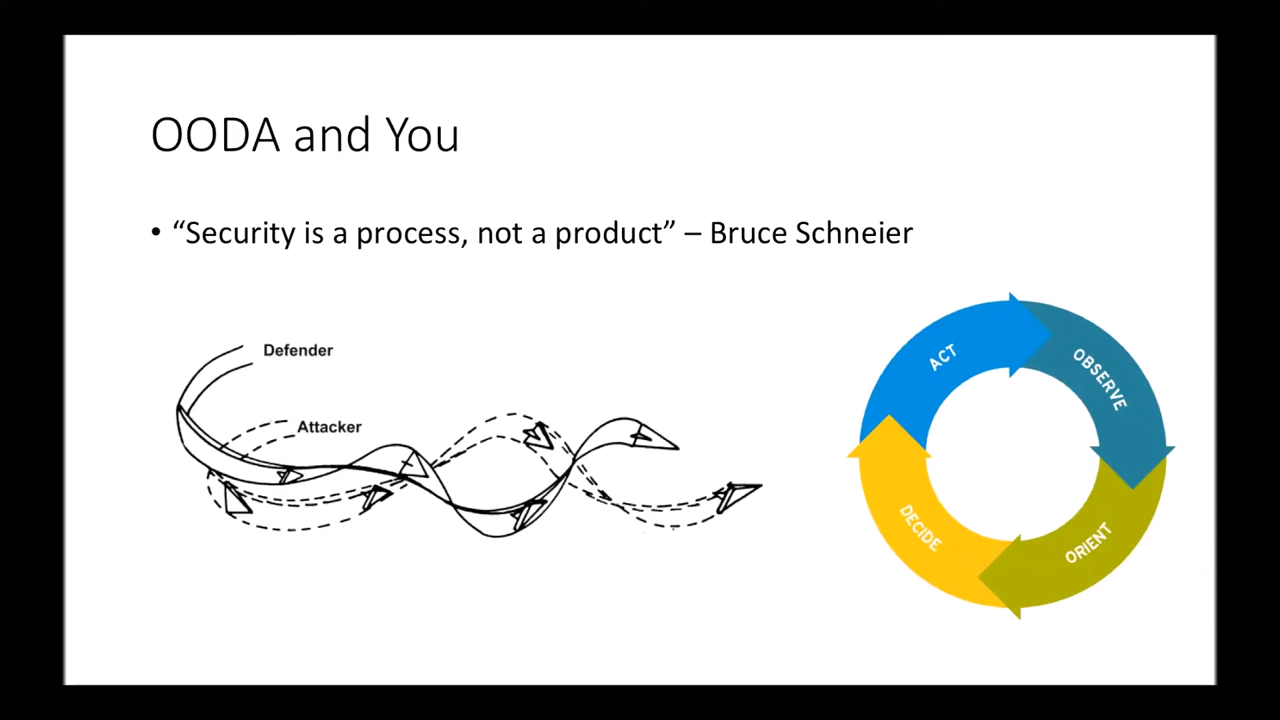 OODA and You
• “Security is a process, not a product” – Bruce Schneier
Defender
Attacker
ACT
OBSERVE
DECIDE
ORIENT